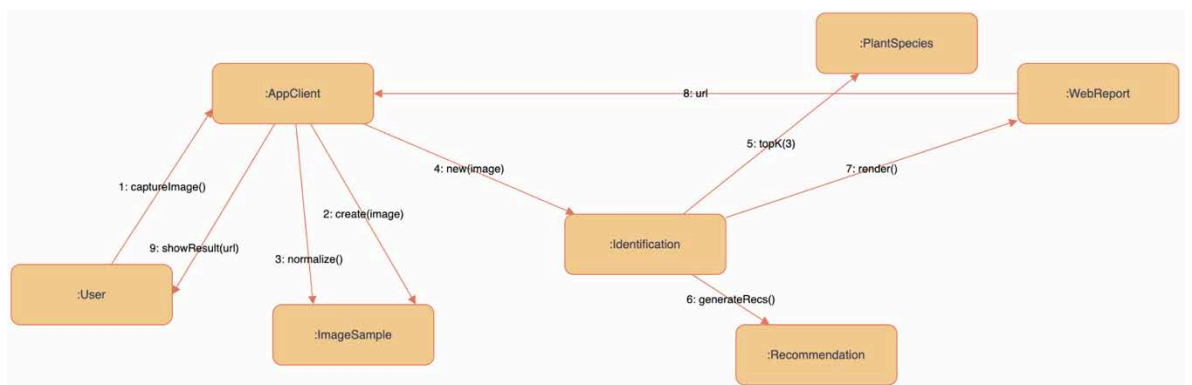 :PlantSpecies
:AppClient
8: url
:WebReport
5: topK(3)
4: new(image)
7: render()
1: captureImage()
2: create(image)
9: showResult(url)
:Identification
3: normalize()
:User
6: generateRecs()
:ImageSample
:Recommendation